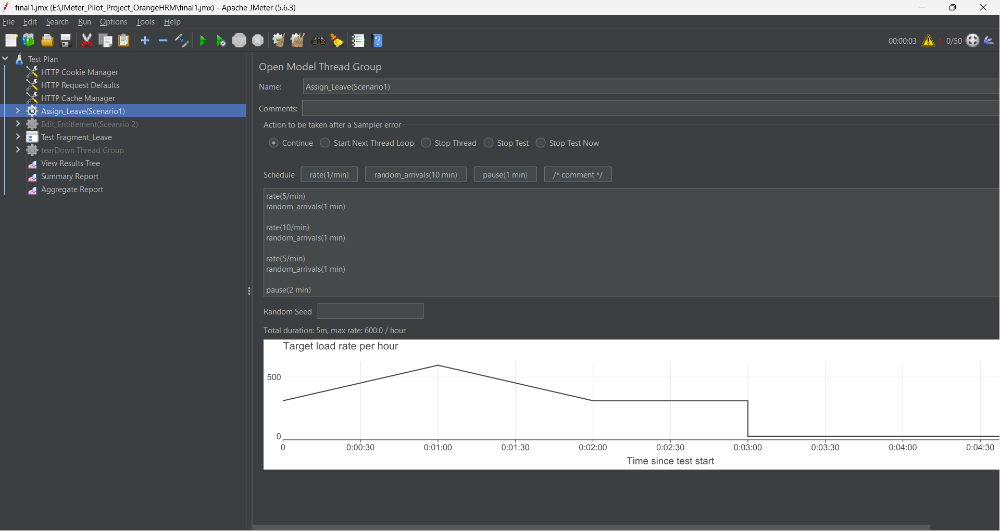 final1.jmx (E:\JMeter_Pilot_Project_OrangeHRM\final1.jmx) - Apache JMeter (5.6.3)
File Edit Search Run Options Tools Help
STOP
?
00:00:03 1 0/50
Test Plan
HTTP Cookie Manager
HTTP Request Defaults
HTTP Cache Manager
Assign_Leave(Scenario1)
Edit_Entitlement(Sceanrio 2)
Test Fragment_Leave
tearDown Thread Group
View Results Tree
Summary Report
Aggregate Report
Open Model Thread Group
Name: Assign_Leave(Scenario1)
Comments:
Action to be taken after a Sampler error
Continue Start Next Thread Loop Stop Thread Stop Test Stop Test Now
Schedule rate(1/min) random_arrivals(10 min) pause(1 min) /* comment */
rate(5/min)
random_arrivals(1 min)
rate(10/min)
random_arrivals(1 min)
rate(5/min)
random_arrivals(1 min)
pause(2 min)
Random Seed
Total duration: 5m, max rate: 600.0 / hour
Target load rate per hour
500
0
0 0:00:30 0:01:00 0:01:30 0:02:00 0:02:30 0:03:00 0:03:30 0:04:00 0:04:30
Time since test start